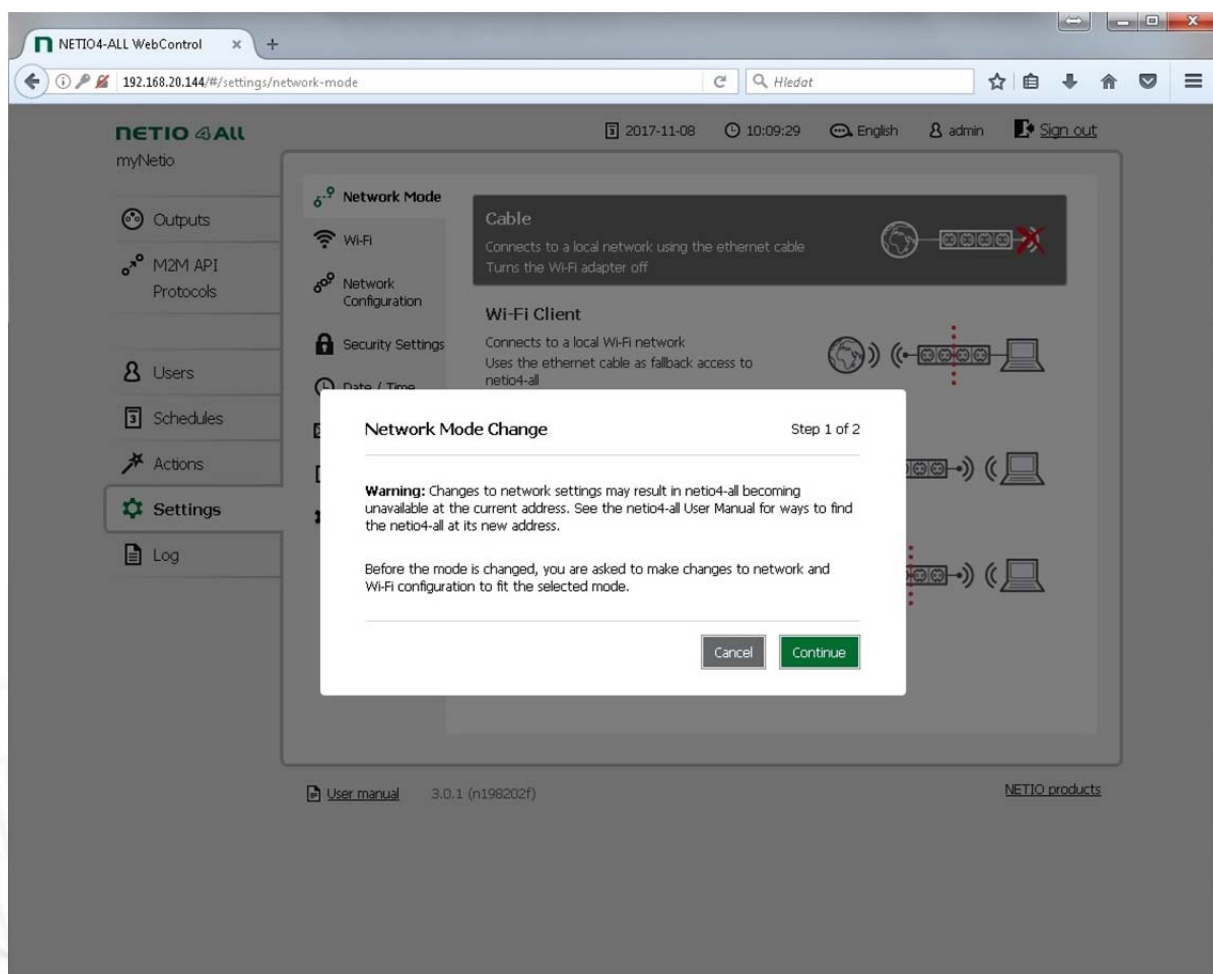 NETIO4-ALL WebControl
192.168.20.144/#/settings/network-mode
Hledat
NETIO 4All
myNetio
2017-11-08
10:09:29
English
admin
Sign out
Outputs
M2M API
Protocols
Users
Schedules
Actions
Settings
Log
Network Mode
Wi-Fi
Network
Configuration
Security Settings
Date / Time
Cable
Connects to a local network using the ethernet cable
Turns the Wi-Fi adapter off
Wi-Fi Client
Connects to a local Wi-Fi network
Uses the ethernet cable as fallback access to
netio4-all
Network Mode Change
Step 1 of 2
Warning: Changes to network settings may result in netio4-all becoming
unavailable at the current address. See the netio4-all User Manual for ways to find
the netio4-all at its new address.
Before the mode is changed, you are asked to make changes to network and
Wi-Fi configuration to fit the selected mode.
Cancel
Continue
User manual
3.0.1 (n198202f)
NETIO products